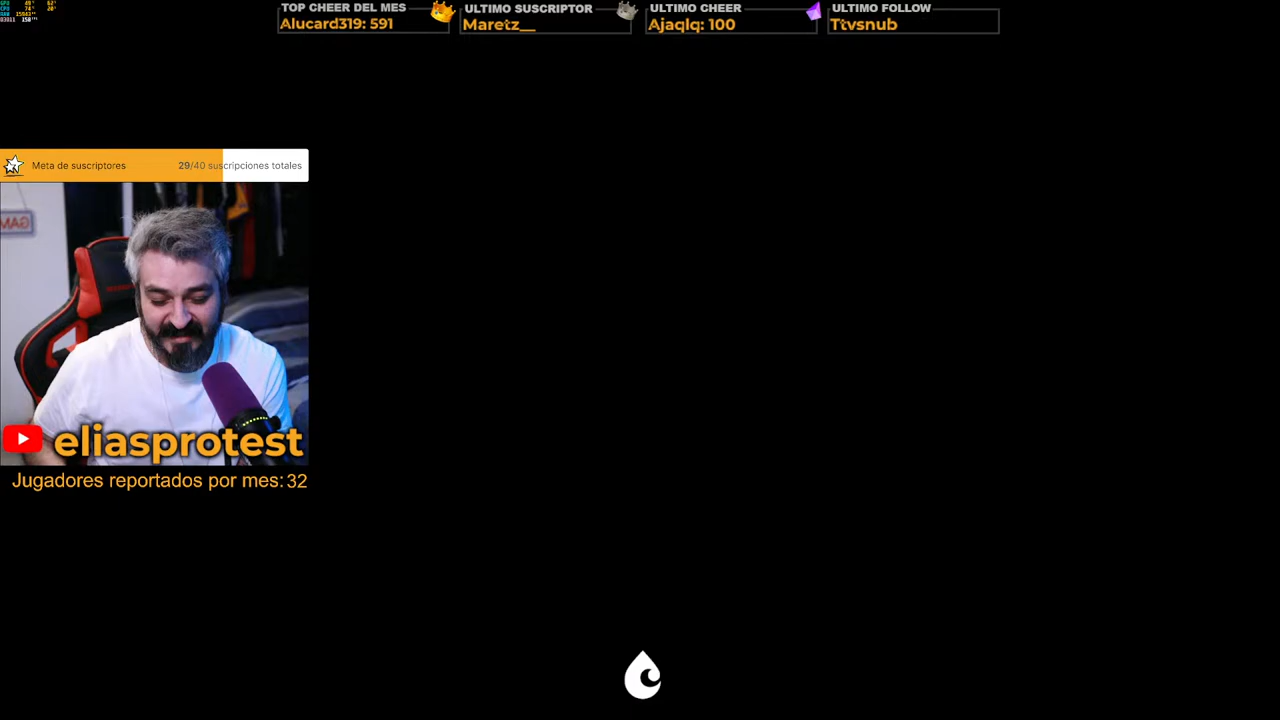 TOP CHEER DEL MES
Alucard319: 591
ULTIMO SUSCRIPTOR
Maretz__
ULTIMO CHEER
Ajaqlq: 100
ULTIMO FOLLOW
Ttvsnub
Meta de suscriptores
29/40 suscripciones totales
GAM
eliasprotest
Jugadores reportados por mes: 32